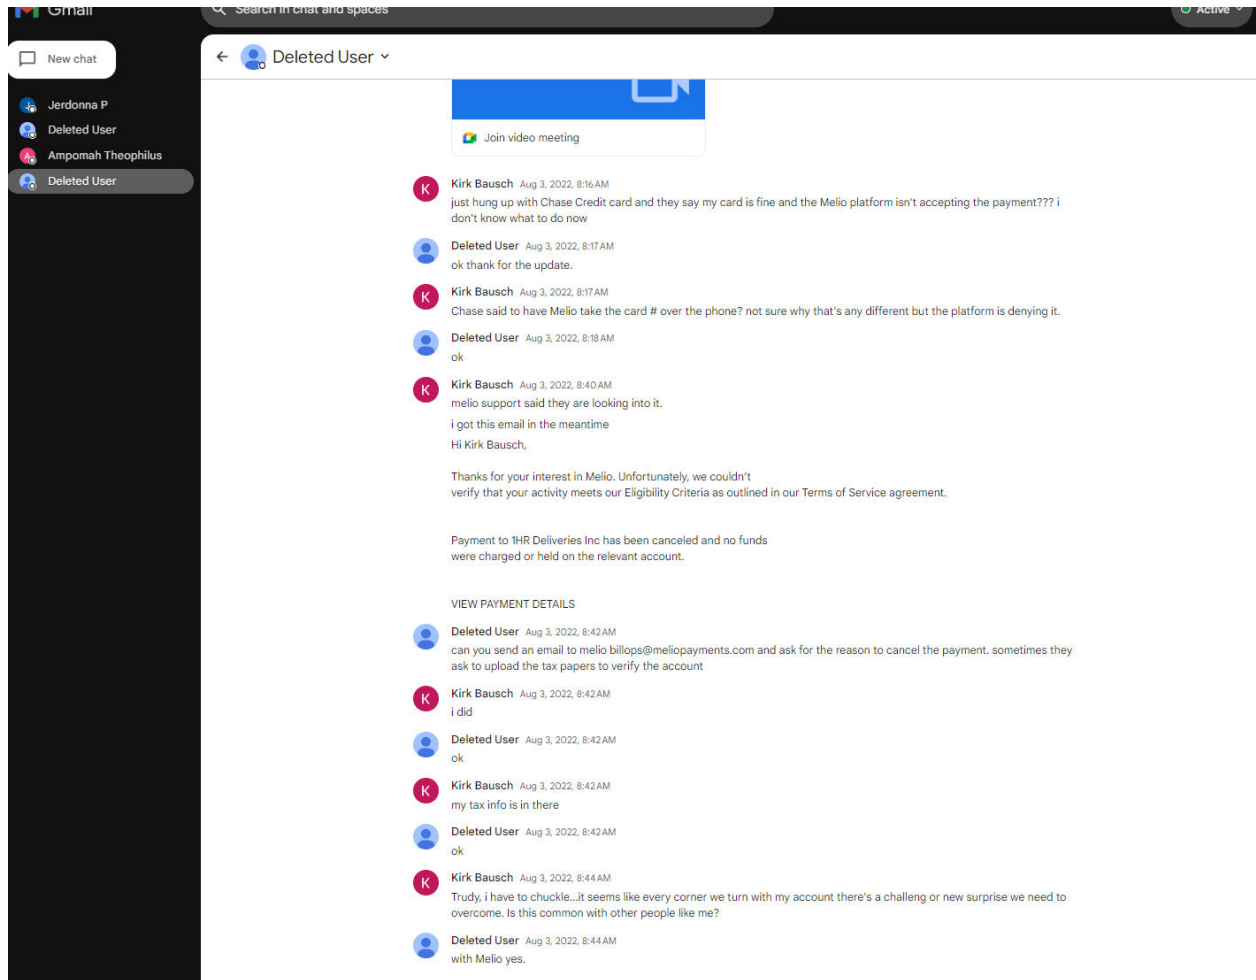 Gmail
Search in chat and spaces
Active
New chat
Deleted User
Jerdonna P
Deleted User
Ampomah Theophilus
Deleted User
Join video meeting
Kirk Bausch Aug 3, 2022, 8:16 AM
just hung up with Chase Credit card and they say my card is fine and the Melio platform isn't accepting the payment??? i
don't know what to do now
Deleted User Aug 3, 2022, 8:17 AM
ok thank for the update.
Kirk Bausch Aug 3, 2022, 8:17 AM
Chase said to have Melio take the card # over the phone? not sure why that's any different but the platform is denying it.
Deleted User Aug 3, 2022, 8:18 AM
ok
K
Kirk Bausch Aug 3, 2022, 8:40 AM
melio support said they are looking into it.
i got this email in the meantime
Hi Kirk Bausch,
Thanks for your interest in Melio. Unfortunately, we couldn't
verify that your activity meets our Eligibility Criteria as outlined in our Terms of Service agreement.
Payment to 1HR Deliveries Inc has been canceled and no funds
were charged or held on the relevant account.
VIEW PAYMENT DETAILS
Deleted User Aug 3, 2022, 8:42 AM
can you send an email to melio billops@meliopayments.com and ask for the reason to cancel the payment. sometimes they
ask to upload the tax papers to verify the account
Kirk Bausch Aug 3, 2022, 8:42 AM
i did
Deleted User Aug 3, 2022, 8:42 AM
ok
Kirk Bausch Aug 3, 2022, 8:42 AM
my tax info is in there
Deleted User Aug 3, 2022, 8:42 AM
ok
Kirk Bausch Aug 3, 2022, 8:44 AM
Trudy, i have to chuckle...it seems like every corner we turn with my account there's a challeng or new surprise we need to
overcome. Is this common with other people like me?
Deleted User Aug 3, 2022, 8:44 AM
with Melio yes.